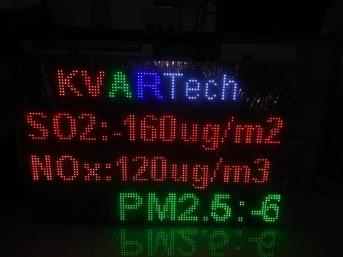 KVARTech
SO2:-160ug/m2
NOx:120ug/m3
PM2.5:-6